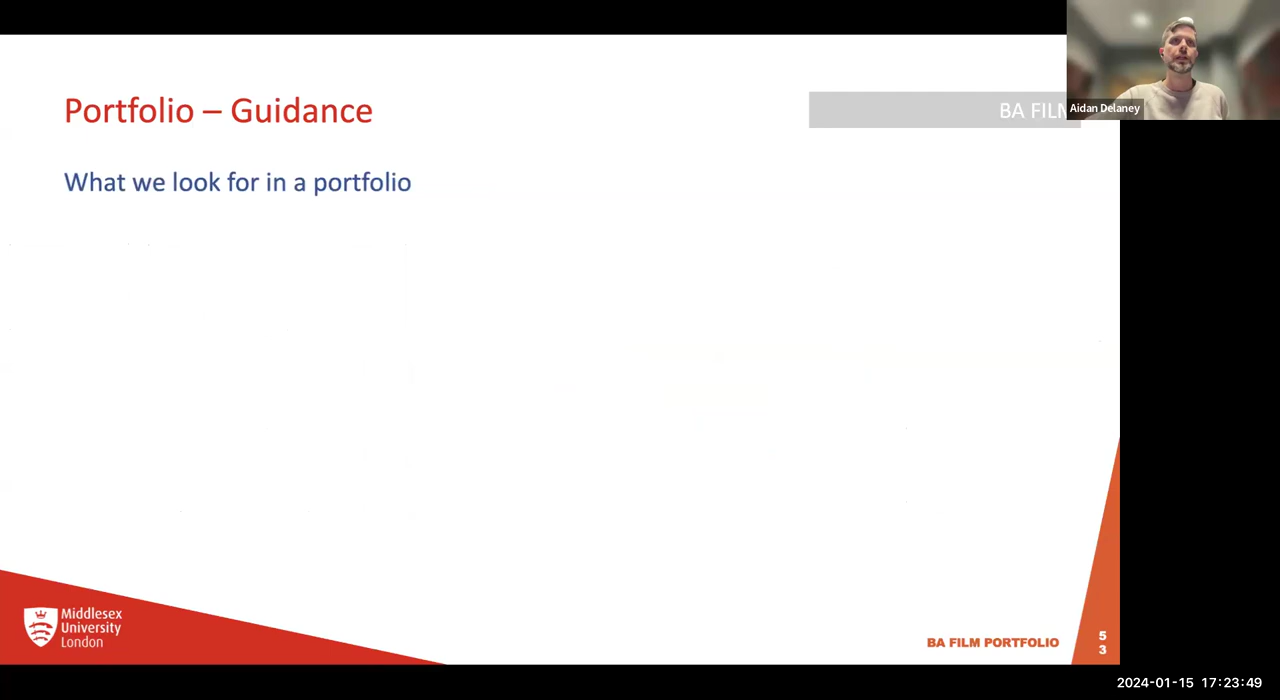 Portfolio – Guidance
BA FILM
Aidan Delaney
What we look for in a portfolio
Middlesex
University
London
BA FILM PORTFOLIO
5
3
2024-01-15 17:23:49